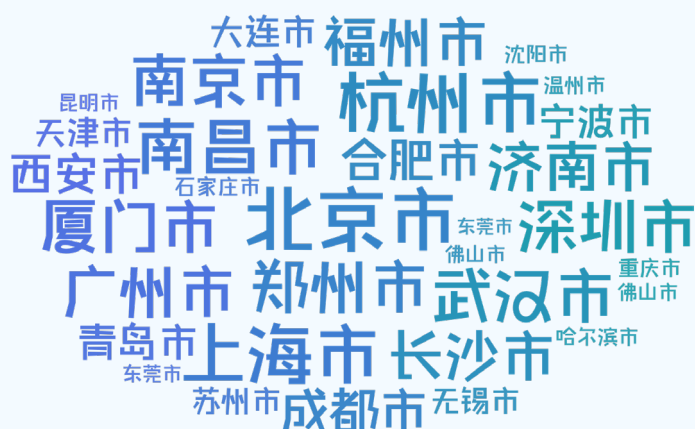 大连市
福州市
沈阳市
南京市
杭州市
温州市
昆明市
宁波市
天津市
南昌市
合肥市
济南市
西安市
石家庄市
厦门市
北京市
东莞市
深圳市
佛山市
重庆市
广州市
郑州市
武汉市
佛山市
青岛市
上海市
长沙市
哈尔滨市
东莞市
苏州市
成都市
无锡市